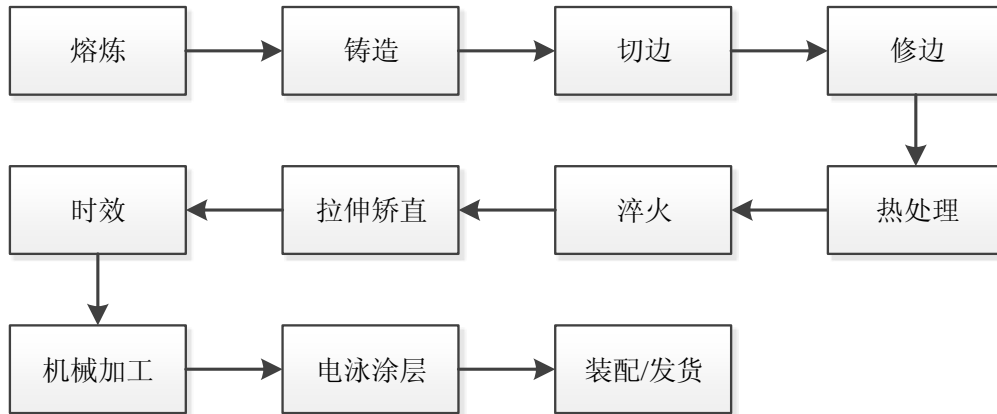 熔炼
铸造
切边
修边
热处理
淬火
拉伸矫直
时效
机械加工
电泳涂层
装配/发货